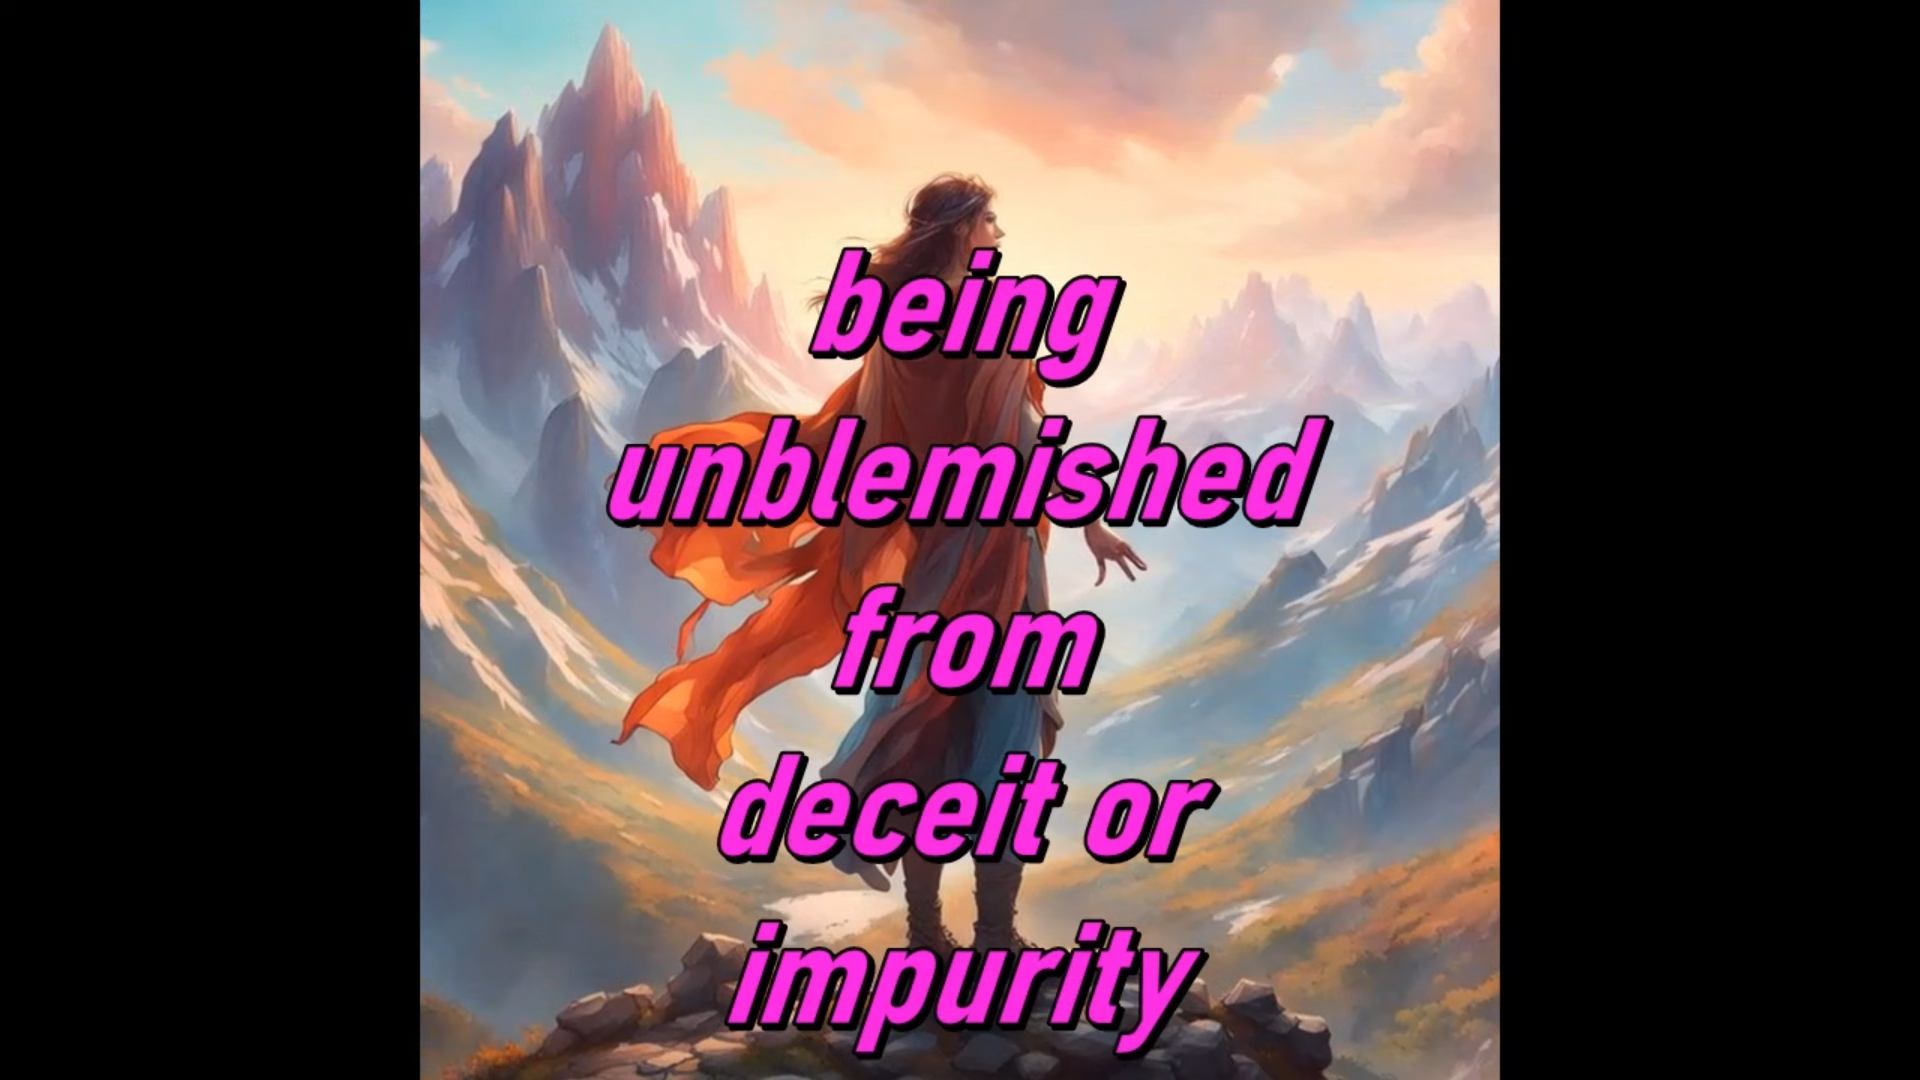 being
unblemished
from
deceit or
impurity